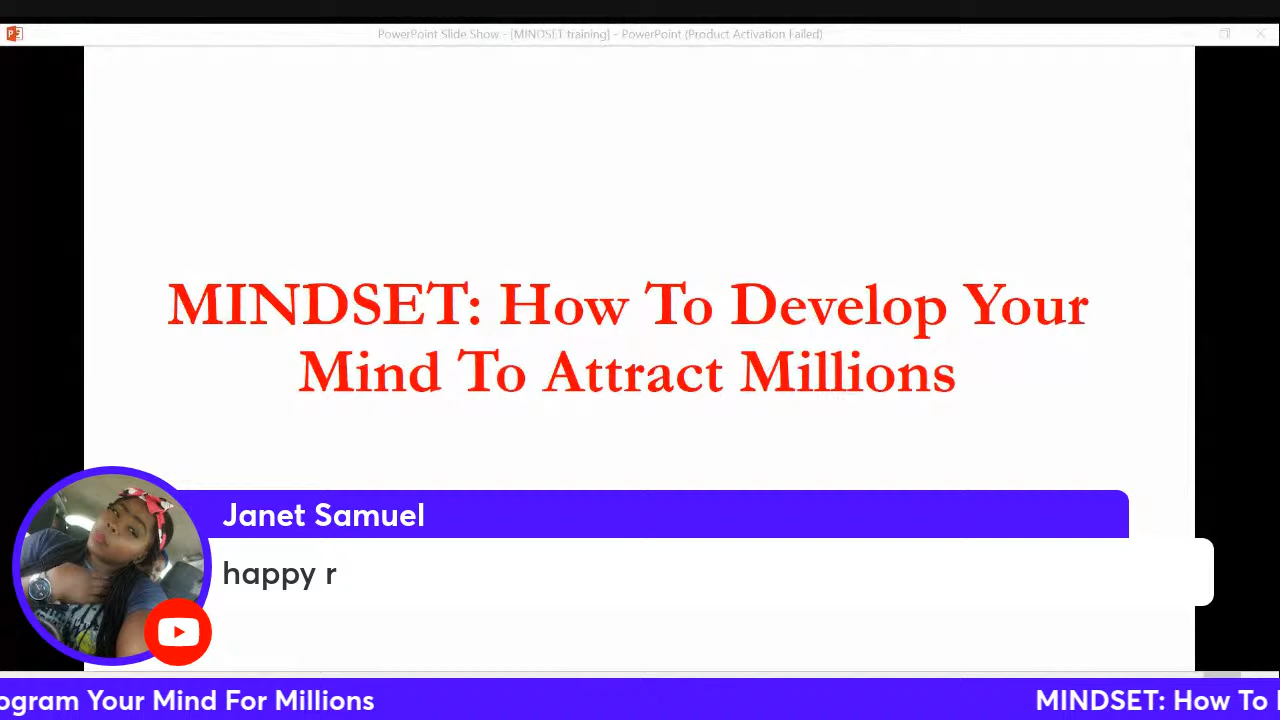 PowerPoint Slide Show - [MINDSET training] - PowerPoint (Product Activation Failed)
MINDSET: How To Develop Your
Mind To Attract Millions
Janet Samuel
happy r
ogram Your Mind For Millions
MINDSET: How To